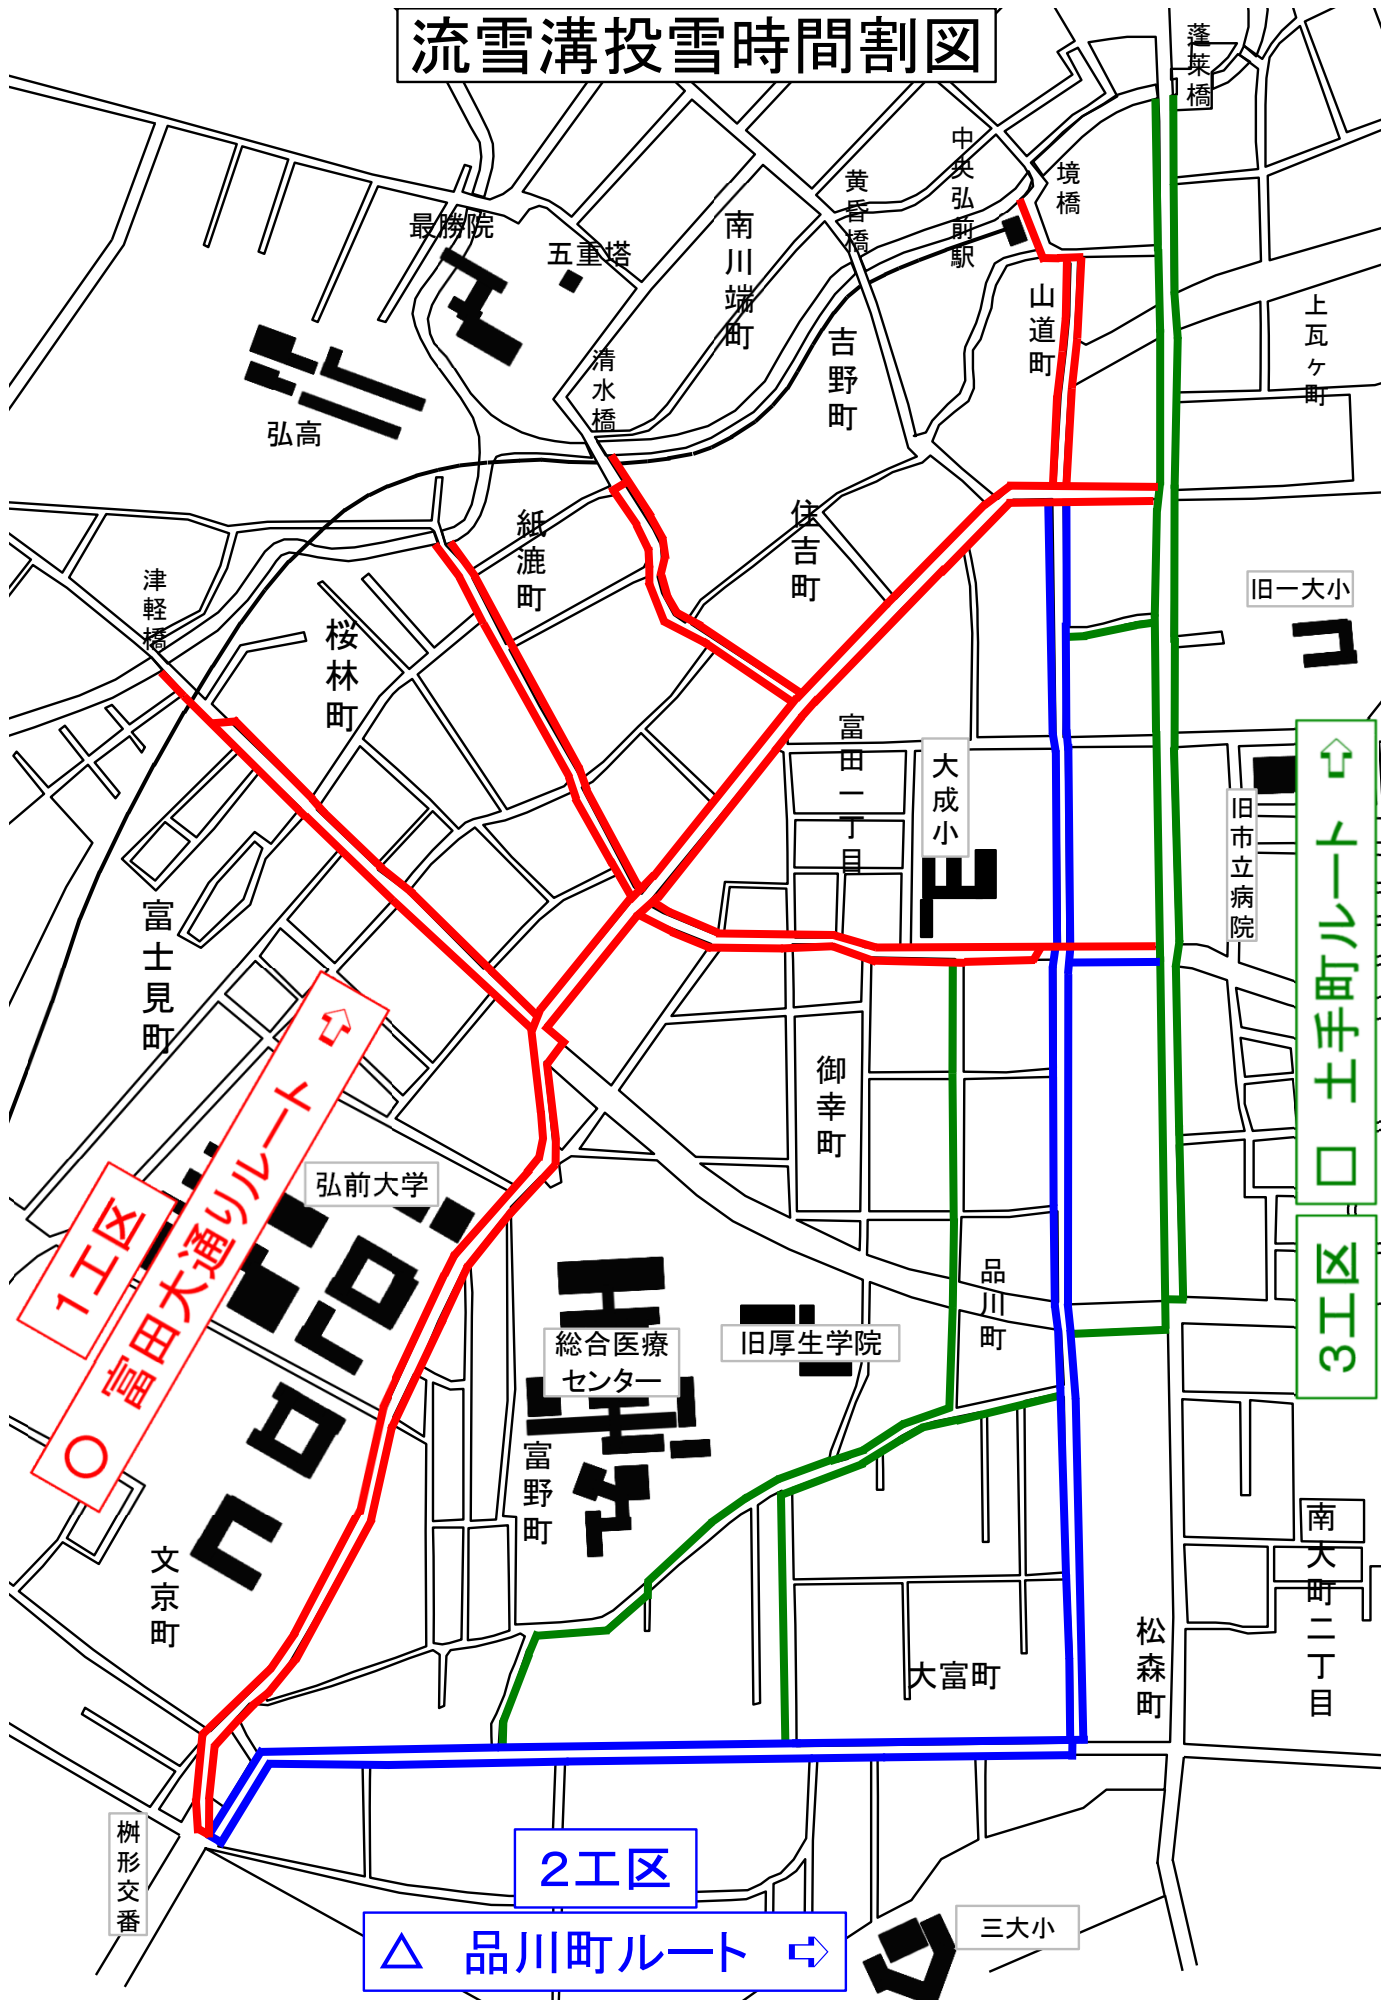 流雪溝投雪時間割図
蓬莱橋
中央弘前駅
境橋
黄昏橋
最勝院
五重塔
南川端町
山道町
上瓦ヶ町
吉野町
清水橋
弘高
紙漉町
住吉町
津軽橋
桜林町
旧一大小
富田一丁目
大成小
旧市立病院
土手町ルート
3工区
富士見町
御幸町
弘前大学
1工区
○ 富田大通りルート
品川町
総合医療
センター
旧厚生学院
富野町
文京町
南大町二丁目
松森町
大富町
桝形交番
2工区
△ 品川町ルート
三大小